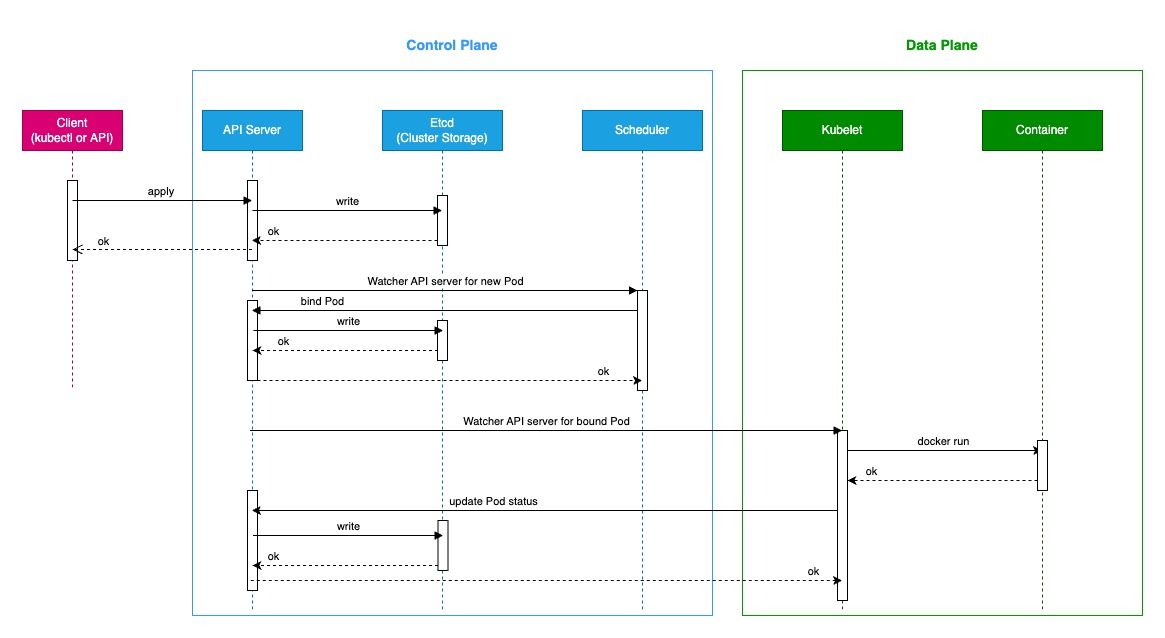 Control Plane
Data Plane
Client
(kubectl or API)
API Server
Etcd
(Cluster Storage)
Scheduler
Kubelet
Container
apply
write
ok
ok
Watcher API server for new Pod
bind Pod
write
ok
ok
Watcher API server for bound Pod
docker run
ok
update Pod status
write
ok
ok